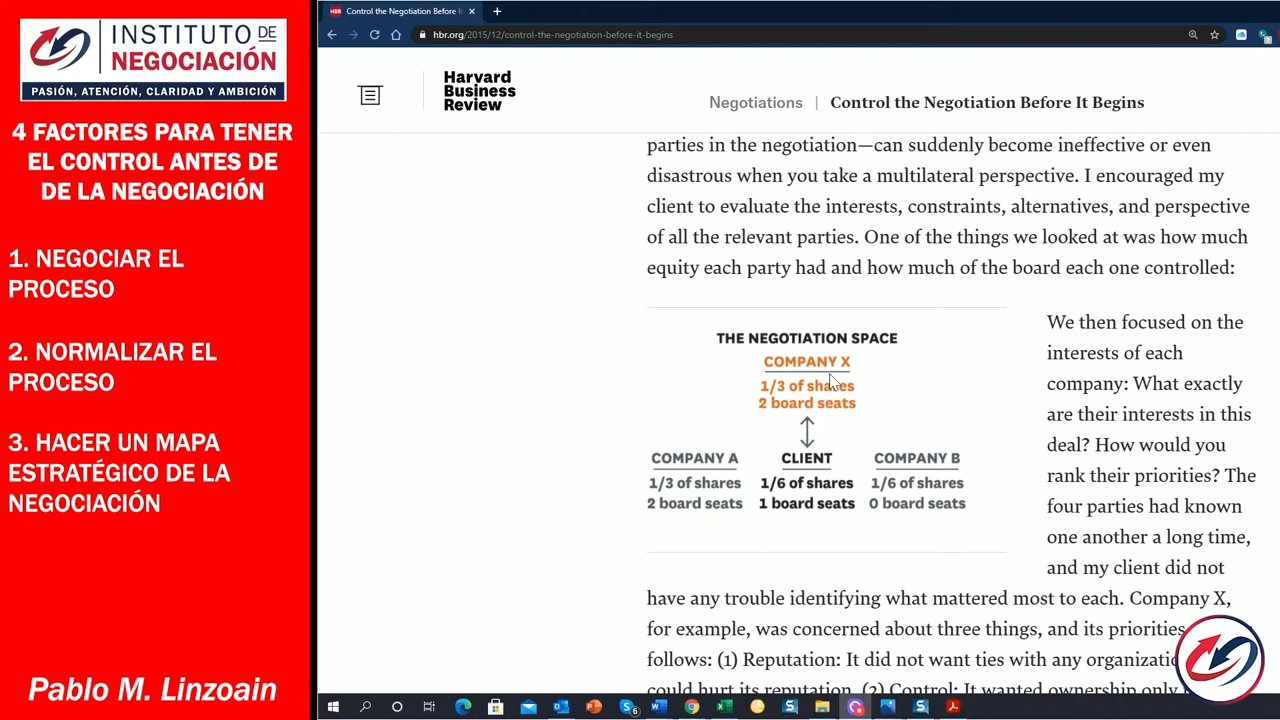 INSTITUTO DE
NEGOCIACIÓN
PASIÓN, ATENCIÓN, CLARIDAD Y AMBICIÓN
4 FACTORES PARA TENER
EL CONTROL ANTES DE
DE LA NEGOCIACIÓN
1. NEGOCIAR EL
PROCESO
2. NORMALIZAR EL
PROCESO
3. HACER UN MAPA
ESTRATÉGICO DE LA
NEGOCIACIÓN
Pablo M. Linzoain
HBR Control the Negotiation Before I
hbr.org/2015/12/control-the-negotiation-before-it-begins
Harvard
Business
Review
Negotiations | Control the Negotiation Before It Begins
parties in the negotiation—can suddenly become ineffective or even
disastrous when you take a multilateral perspective. I encouraged my
client to evaluate the interests, constraints, alternatives, and perspective
of all the relevant parties. One of the things we looked at was how much
equity each party had and how much of the board each one controlled:
THE NEGOTIATION SPACE
COMPANY X
1/3 of shares
2 board seats
COMPANY A CLIENT COMPANY B
1/3 of shares 1/6 of shares 1/6 of shares
2 board seats 1 board seats 0 board seats
We then focused on the
interests of each
company: What exactly
are their interests in this
deal? How would you
rank their priorities? The
four parties had known
one another a long time,
and my client did not
have any trouble identifying what mattered most to each. Company X,
for example, was concerned about three things, and its priorities
follows: (1) Reputation: It did not want ties with any organizati
could hurt its reputation. (2) Control: It wanted ownership only
6